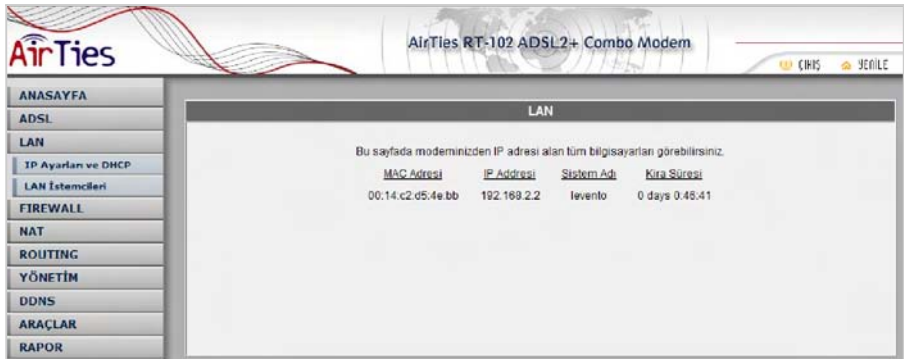 AirTies
AirTies RT-102 ADSL2+ Combo Modem
ÇIKIŞ YENİLE
ANASAYFA
ADSL
LAN
IP Ayarları ve DHCP
LAN İstemcileri
FIREWALL
NAT
ROUTING
YÖNETİM
DDNS
ARAÇLAR
RAPOR
LAN
Bu sayfada modeminizden IP adresi alan tüm bilgisayarları görebilirsiniz.
MAC Adresi IP Addresi Sistem Adı Kira Süresi
00:14:c2:d5:4e:bb 192.168.2.2 levento 0 days 0:46:41